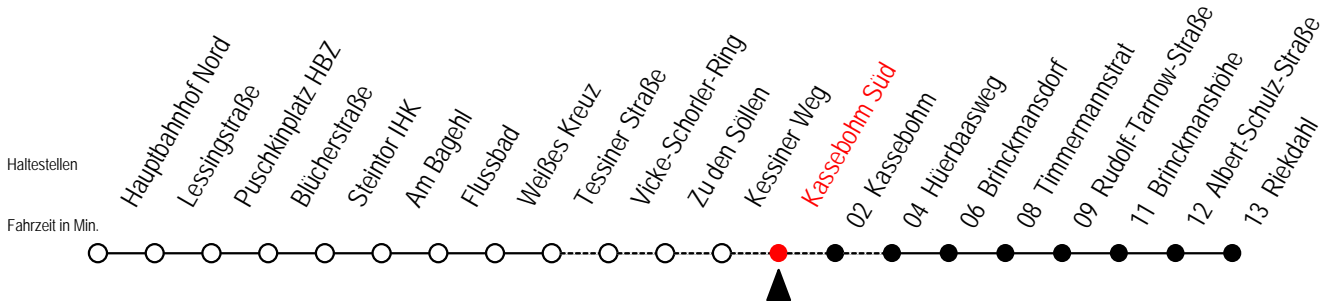 Haltestellen
Fahrzeit in Min.
Hauptbahnhof Nord
Lessingstraße
Puschkinplatz HBZ
Blücherstraße
Steintor IHK
Am Bagehl
Flussbad
Weißes Kreuz
Tessiner Straße
Vicke-Schorler-Ring
Zu den Söllen
Kessiner Weg
Kassebohm Süd
02 Kassebohm
04 Hüerbaasweg
06 Brinckmansdorf
08 Timmermannstrat
09 Rudolf-Tarnow-Straße
11 Brinckmanshöhe
12 Albert-Schulz-Straße
13 Riekdahl